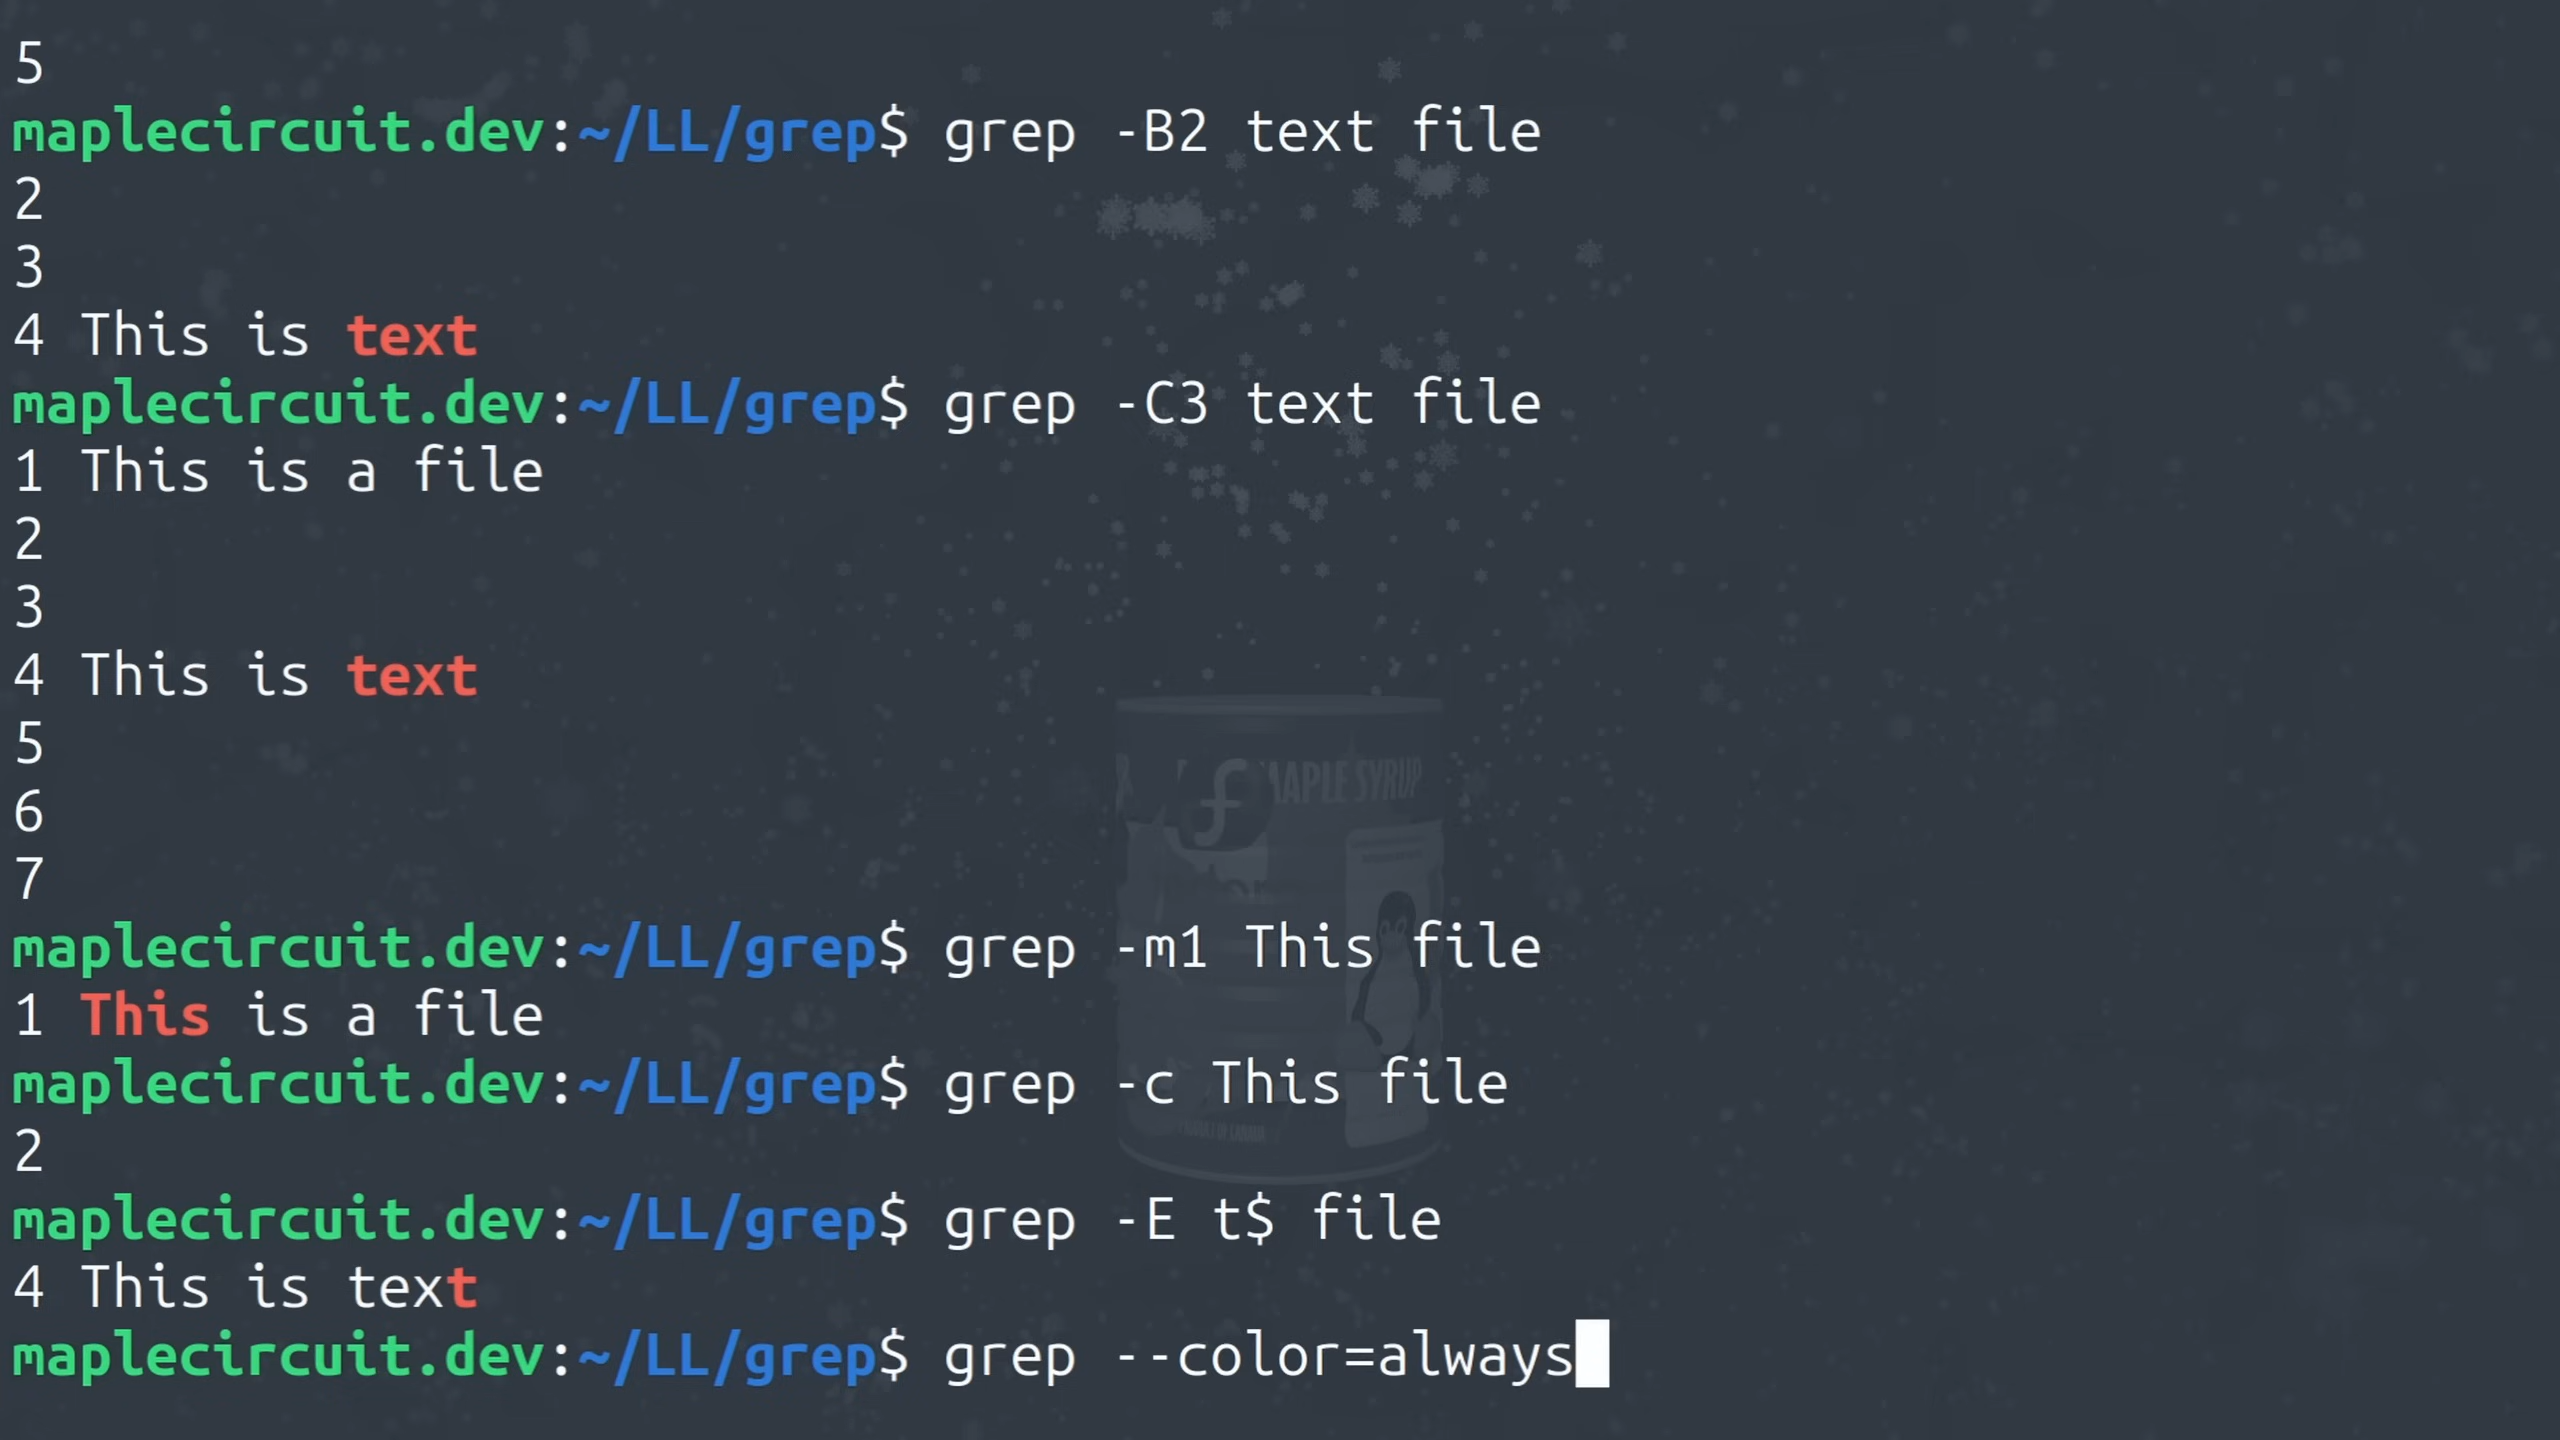 5
maplecircuit.dev:~/LL/grep$ grep -B2 text file
2
3
4 This is text
maplecircuit.dev:~/LL/grep$ grep -C3 text file
1 This is a file
2
3
4 This is text
5
6
7
maplecircuit.dev:~/LL/grep$ grep -m1 This file
1 This is a file
maplecircuit.dev:~/LL/grep$ grep -c This file
2
maplecircuit.dev:~/LL/grep$ grep -E t$ file
4 This is text
maplecircuit.dev:~/LL/grep$ grep --color=always
MAPLE SYRUP